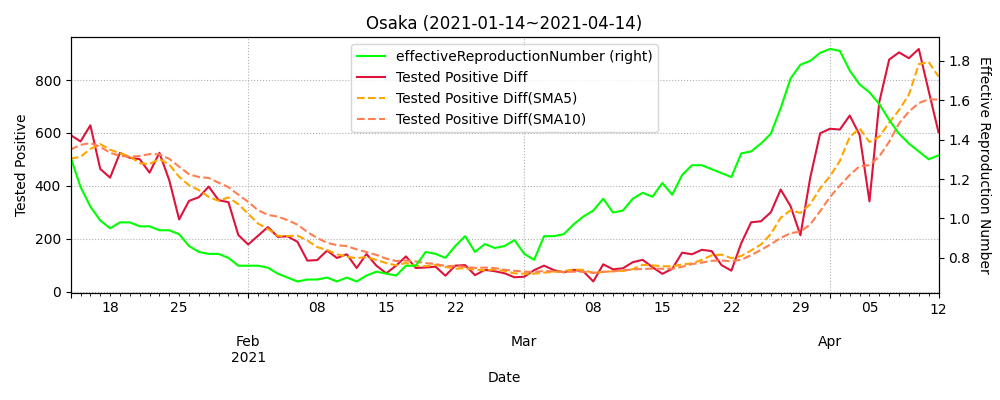 Osaka (2021-01-14~2021-04-14)
effectiveReproductionNumber (right)
Tested Positive Diff
Tested Positive Diff(SMA5)
Tested Positive Diff(SMA10)
Tested Positive
800
600
400
200
0
1.8
1.6
1.4
1.2
1.0
0.8
Effective Reproduction Number
18 25 08 15 22 08 15 22 29 05 12
Feb Mar Apr
2021
Date